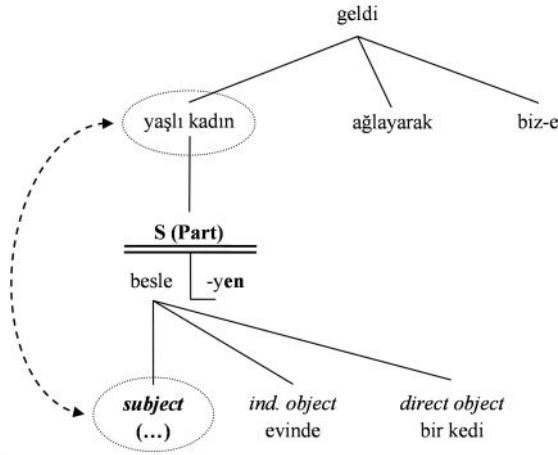 geldi
yaşlı kadın ağlayarak biz-e
S (Part)
besle -yen
subject ind. object direct object
(…) evinde bir kedi